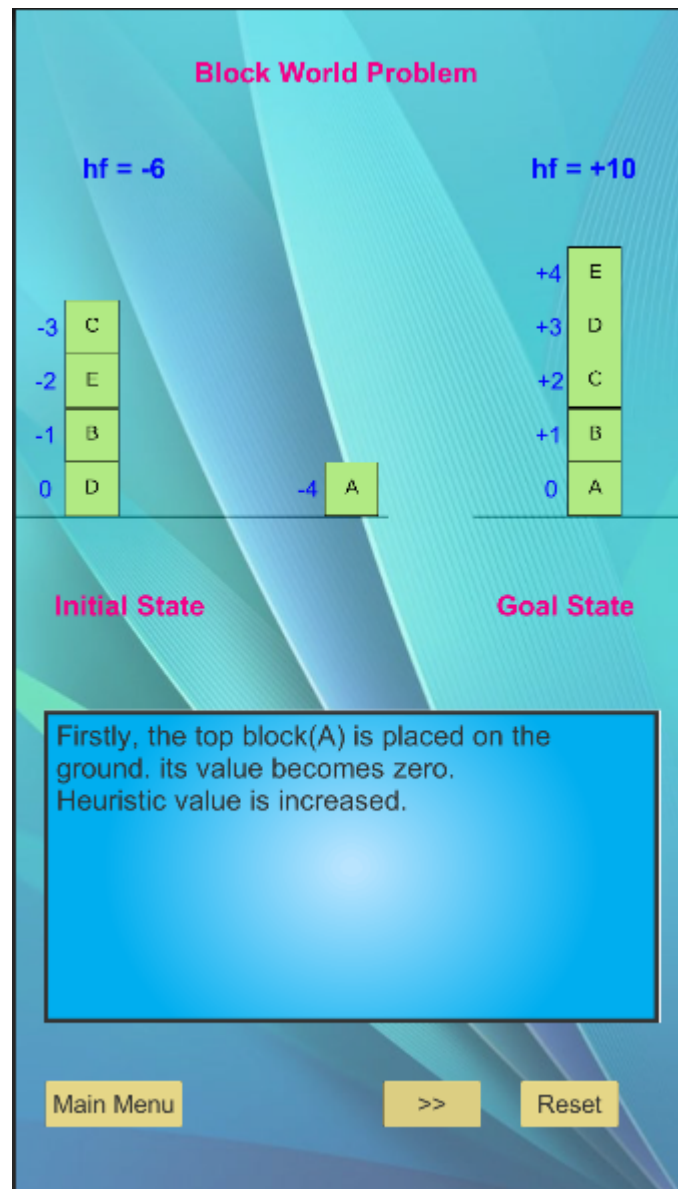 Block World Problem
hf = -6
hf = +10
+4 E
-3 C
+3 D
-2 E
+2 C
-1 B
+1 B
0 D
-4 A
0 A
Initial State
Goal State
Firstly, the top block(A) is placed on the
ground. its value becomes zero.
Heuristic value is increased.
Main Menu
>>
Reset